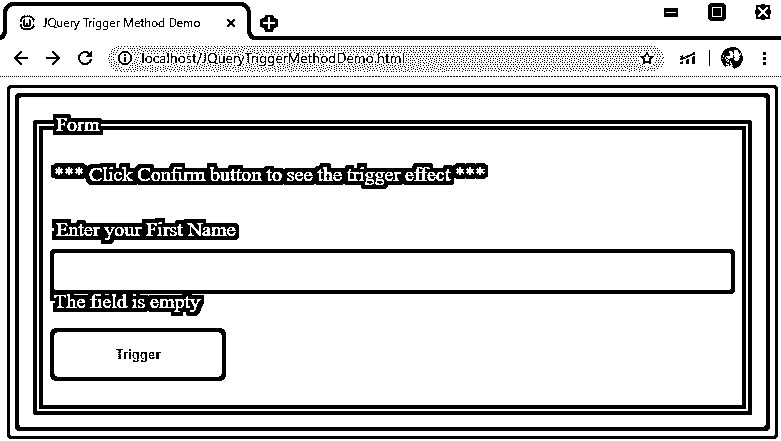 JQuery Trigger Method Demo
localhost/JQueryTriggerMethodDemo.html
Form
*** Click Confirm button to see the trigger effect ***
Enter your First Name
The field is empty
Trigger